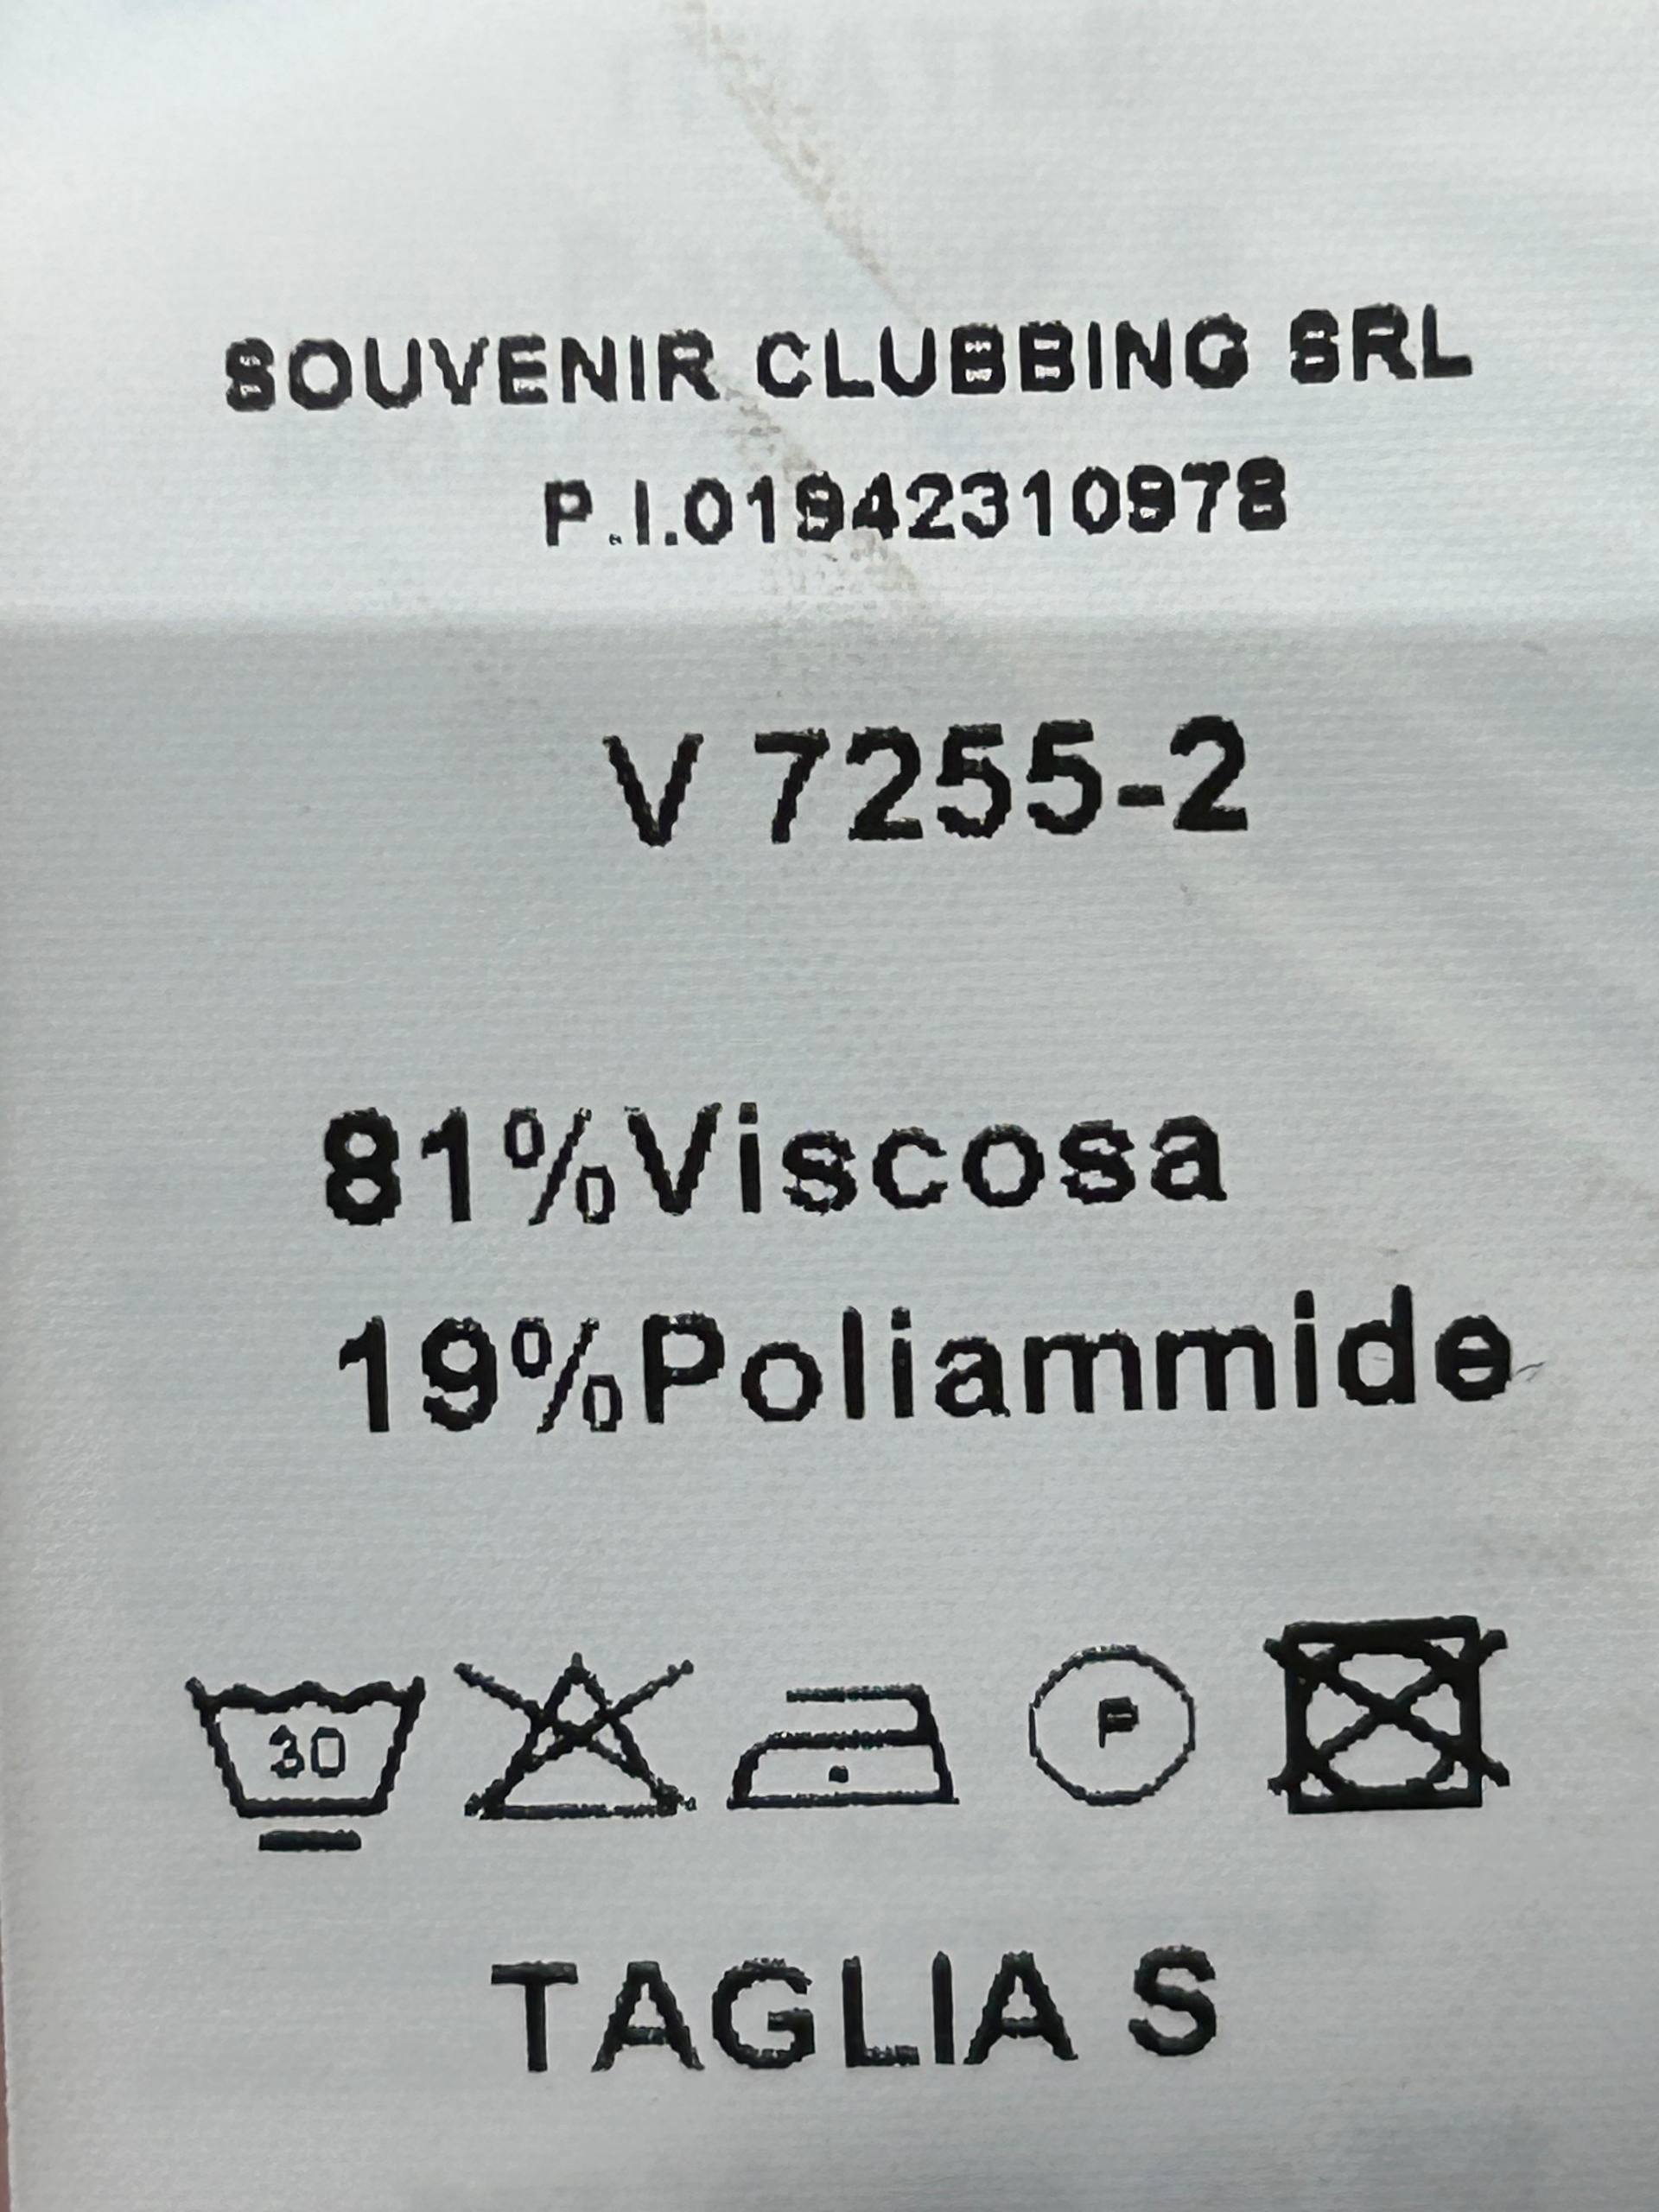 SOUVENIR CLUBBING SRL
P.I.01942310978
V 7255-2
81%Viscosa
19%Poliammide
30
P
TAGLIA S